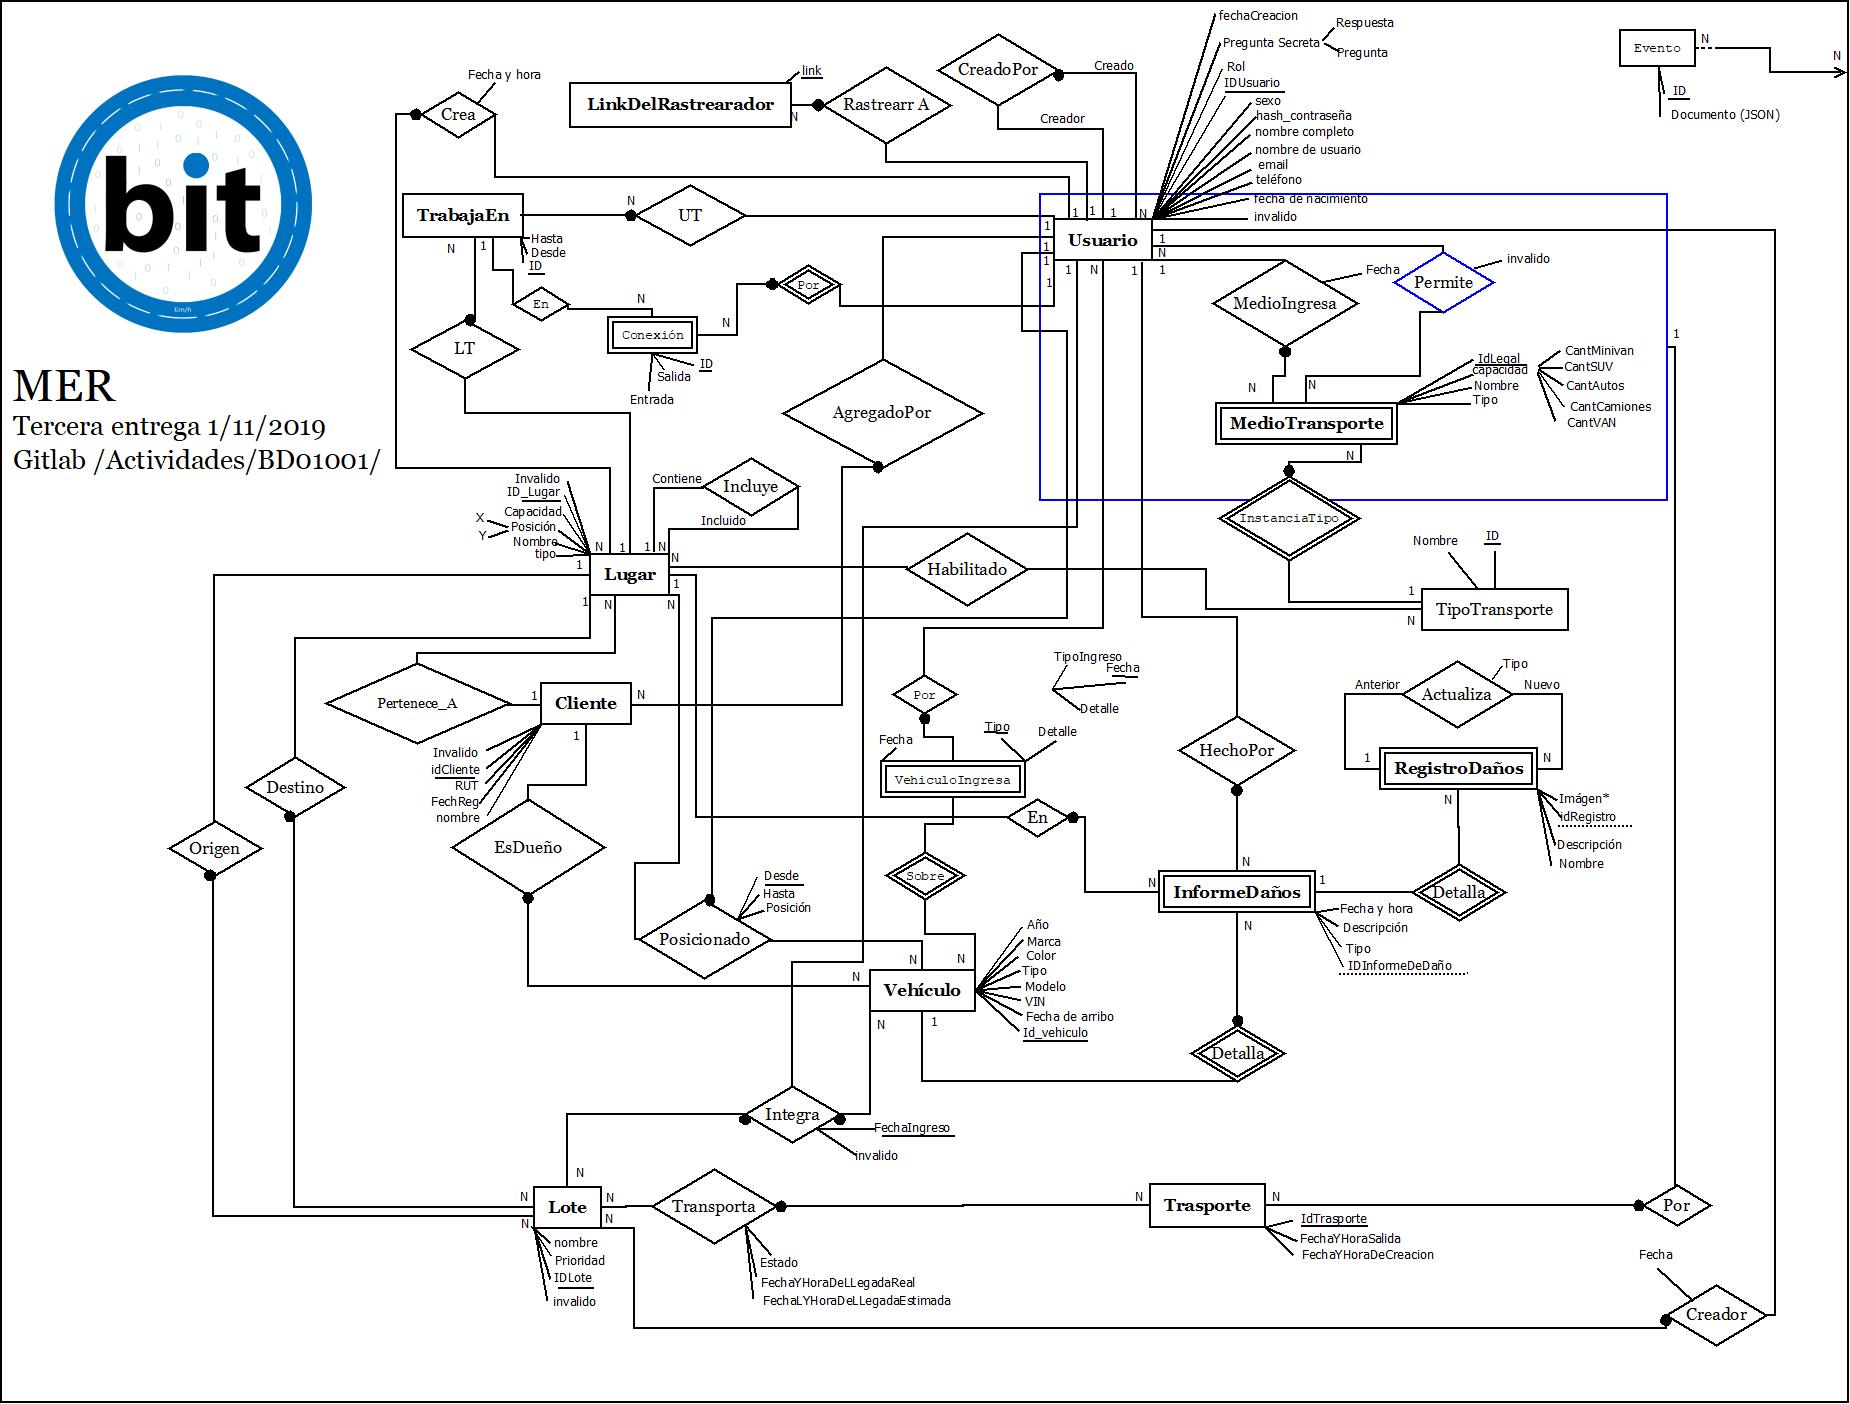 bit
Km/h
MER
Tercera entrega 1/11/2019
Gitlab /Actividades/BD01001/
Fecha y hora
Crea
LinkDelRastrearador
link
N
Rastrearr A
CreadoPor
Creado
Creador
fechaCreacion
Pregunta Secreta
Respuesta
Pregunta
Rol
IDUsuario
sexo
hash_contraseña
nombre completo
nombre de usuario
email
teléfono
fecha de nacimiento
invalido
Evento
N
N
ID
Documento (JSON)
TrabajaEn
N
UT
Hasta
Desde
ID
N
1
En
N
Conexión
N
ID
Salida
Entrada
Por
LT
1
1
1
N
1
1
1
1
Usuario
1
N
1
1
N
1
MedioIngresa
Fecha
Permite
invalido
N
N
MedioTransporte
IdLegal
capacidad
Nombre
Tipo
CantMinivan
CantSUV
CantAutos
CantCamiones
CantVAN
N
1
InstanciaTipo
AgregadoPor
Contiene
Incluye
Incluido
Invalido
ID_Lugar
Capacidad
X
Y
Posición
Nombre
tipo
N
1
1
N
N
1
Lugar
1
1
N
N
Habilitado
Nombre
ID
1
N
TipoTransporte
Pertenece_A
1
Cliente
N
1
Invalido
idCliente
RUT
FechReg
nombre
Destino
Origen
EsDueño
Por
TipoIngreso
Fecha
Detalle
Fecha
Tipo
Detalle
VehiculoIngresa
En
Sobre
HechoPor
Actualiza
Tipo
Anterior
Nuevo
1
RegistroDaños
N
N
Imágen*
idRegistro
Descripción
Nombre
N
N
InformeDaños
1
N
Detalla
Fecha y hora
Descripción
Tipo
IDInformeDeDaño
Desde
Hasta
Posición
Posicionado
N
N
N
Vehículo
N
1
Año
Marca
Color
Tipo
Modelo
VIN
Fecha de arribo
Id_vehiculo
Detalla
Integra
FechaIngreso
invalido
N
N
N
Lote
N
N
nombre
Prioridad
IDLote
invalido
Transporta
Estado
FechaYHoraDeLLegadaReal
FechaLYHoraDeLLegadaEstimada
N
Trasporte
N
IdTrasporte
FechaYHoraSalida
FechaYHoraDeCreacion
Por
Fecha
Creador